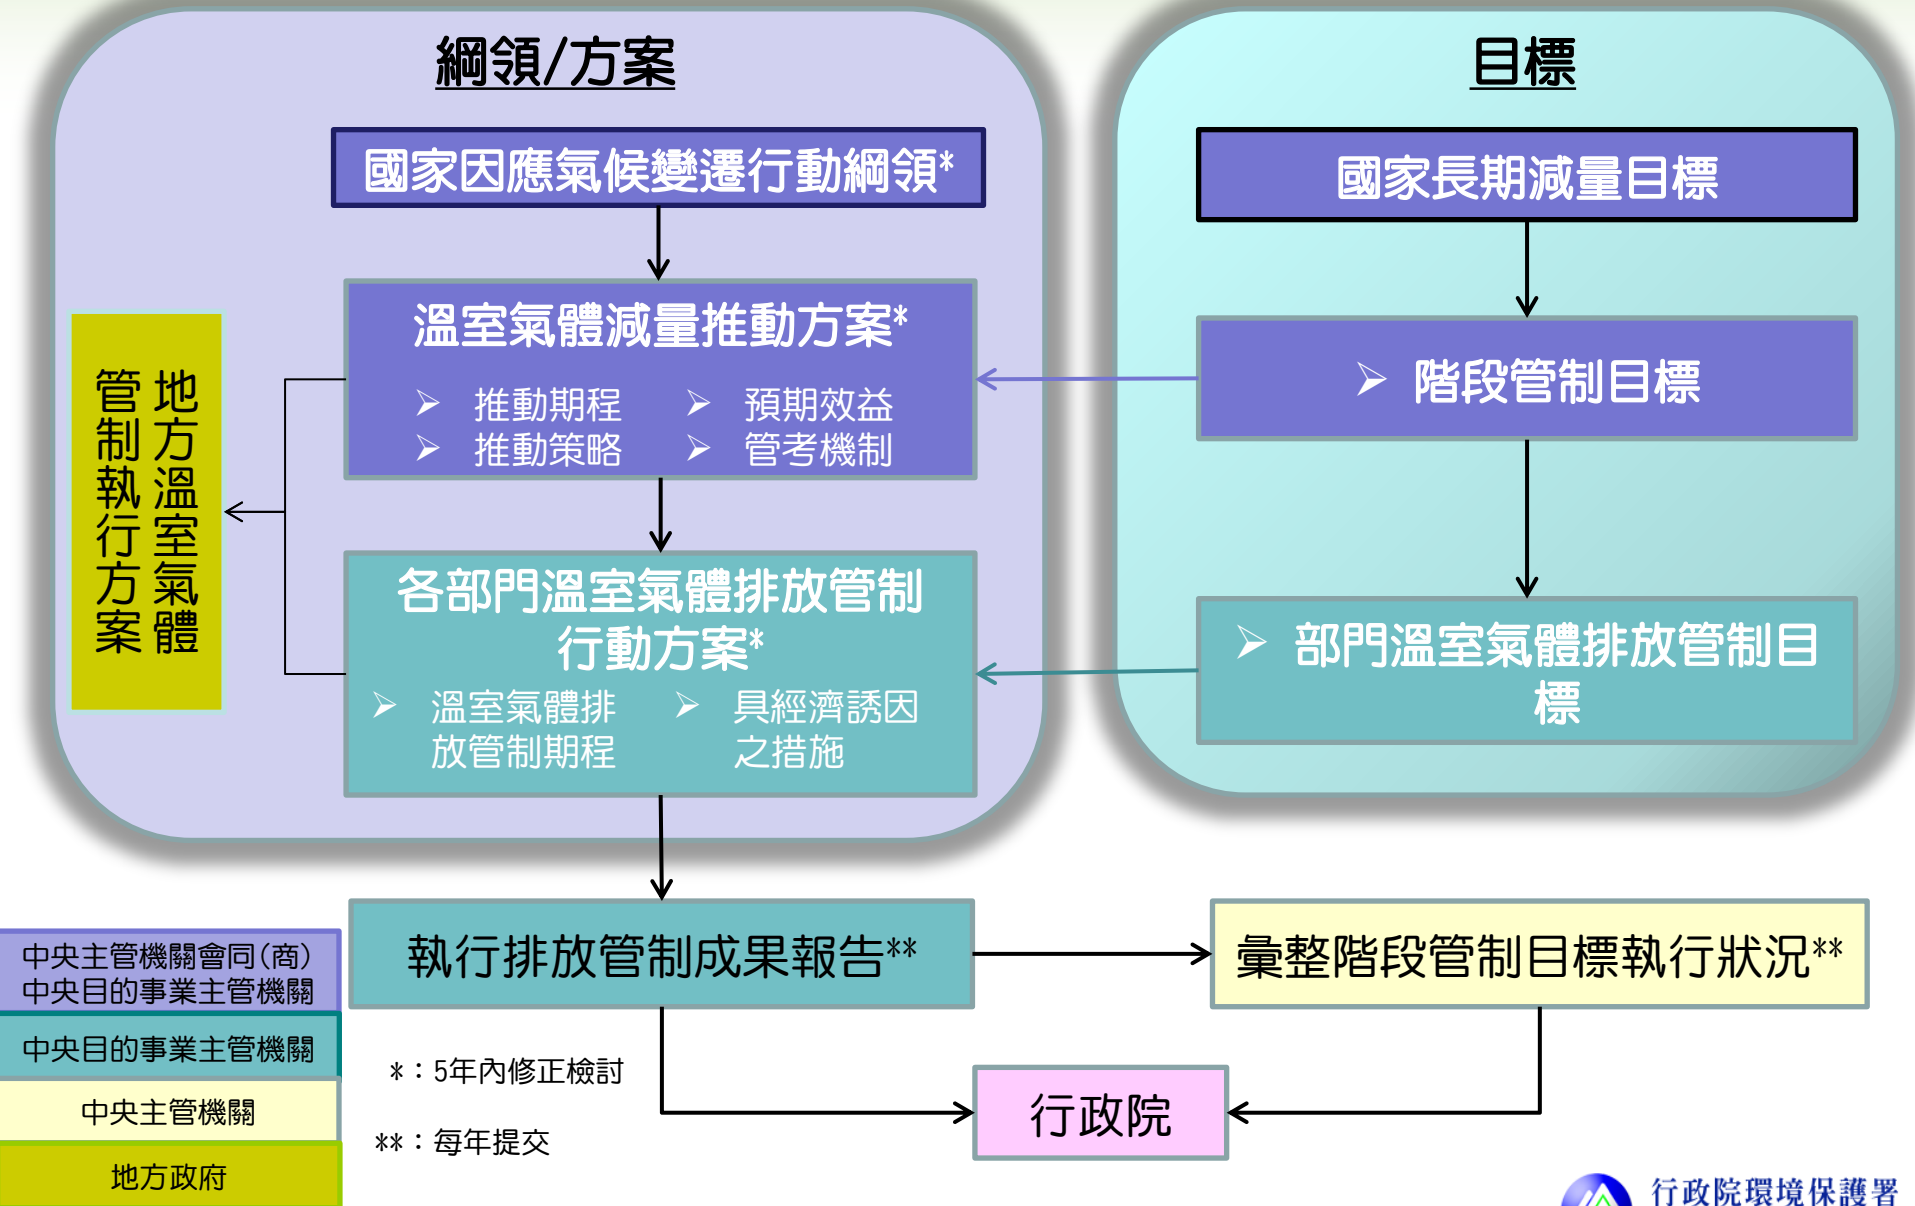 綱領/方案
國家因應氣候變遷行動綱領*
溫室氣體減量推動方案*
➢ 推動期程
➢ 預期效益
➢ 推動策略
➢ 管考機制
地方溫室氣體
管制執行方案
各部門溫室氣體排放管制
行動方案*
➢ 溫室氣體排
放管制期程
➢ 具經濟誘因
之措施
目標
國家長期減量目標
➢ 階段管制目標
➢ 部門溫室氣體排放管制目
標
執行排放管制成果報告**
彙整階段管制目標執行狀況**
行政院
中央主管機關會同(商)
中央目的事業主管機關
中央目的事業主管機關
中央主管機關
地方政府
*：5年內修正檢討
**：每年提交
行政院環境保護署